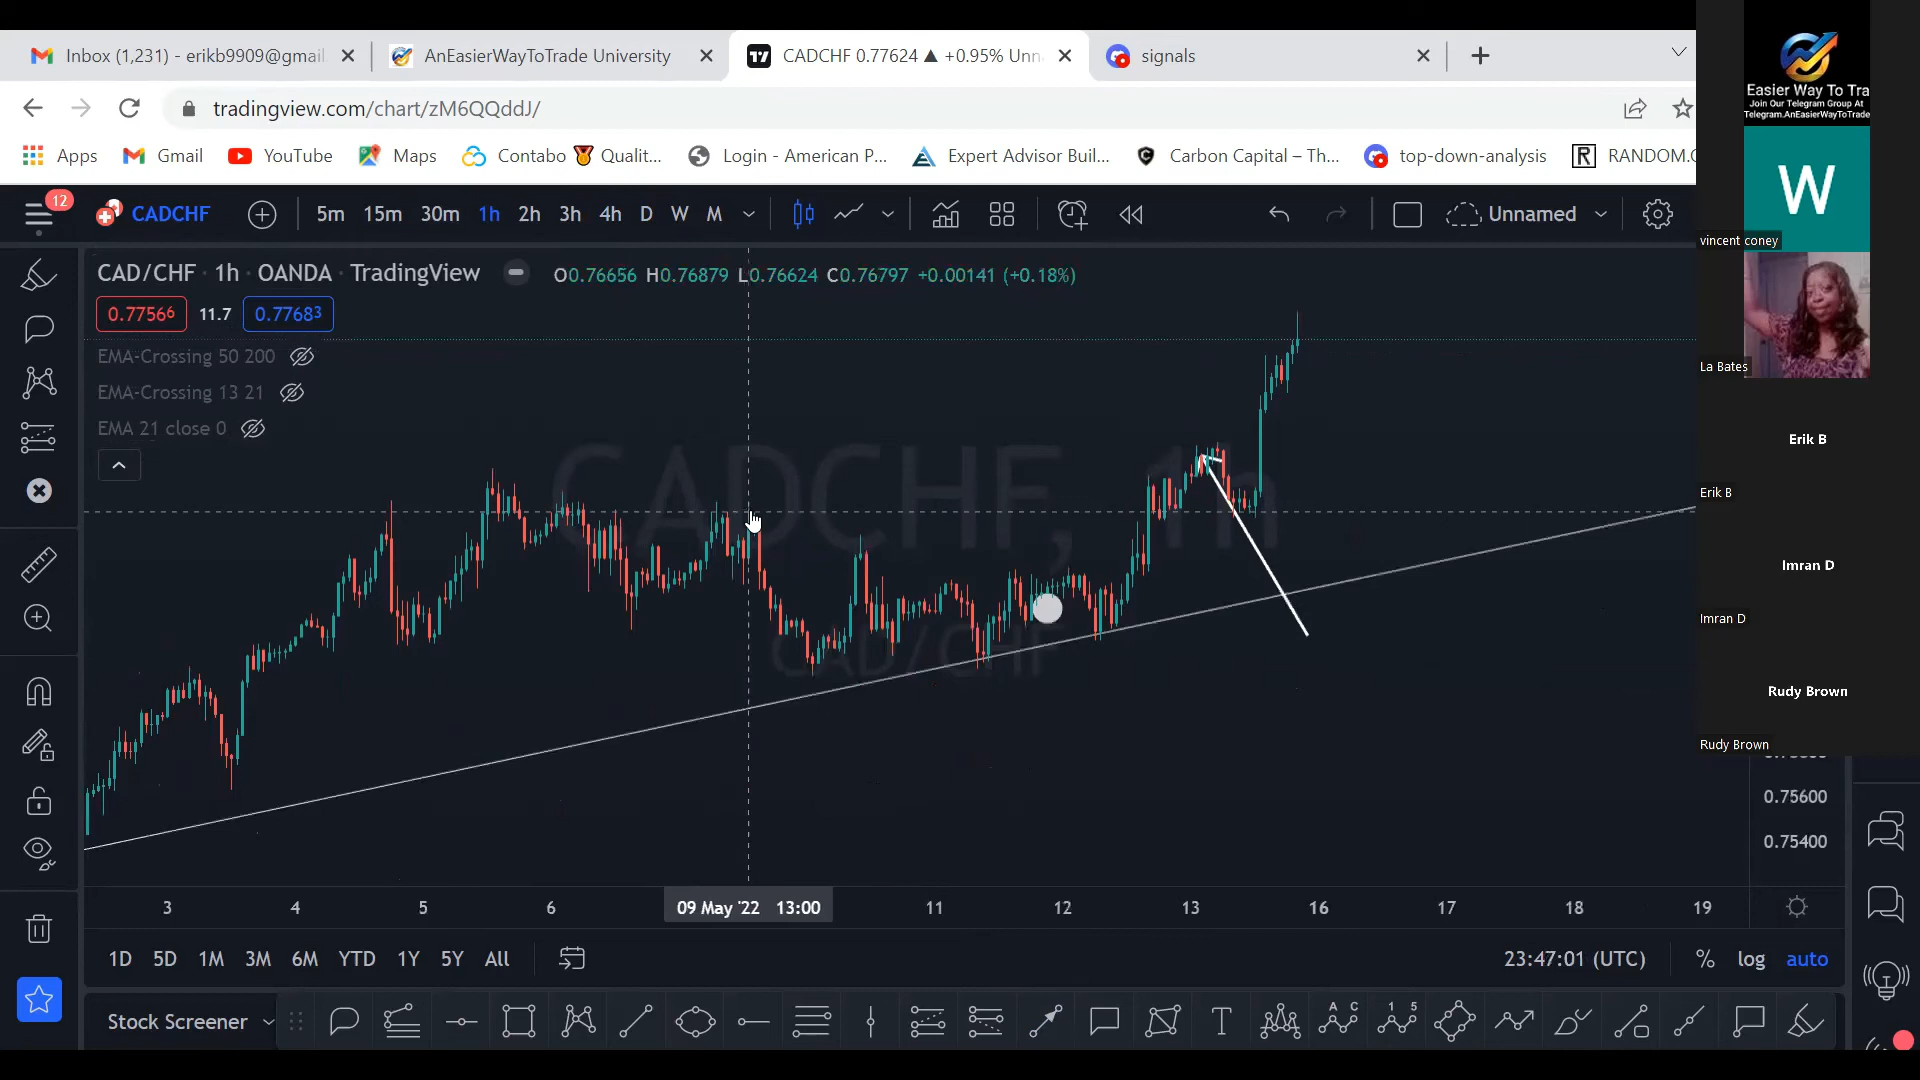 Inbox (1,231) - erikb9909@gmail
AnEasierWayToTrade University
CADCHF 0.77624 ▲ +0.95% Unn
signals
tradingview.com/chart/zM6QQddJ/
Apps
Gmail
YouTube
Maps
Contabo
Qualit...
Login - American P...
Expert Advisor Buil...
Carbon Capital – Th...
top-down-analysis
R
RANDOM.C
12
CADCHF
5m 15m 30m 1h 2h 3h 4h D W M
Unnamed
CAD/CHF · 1h · OANDA · TradingView
O0.76656 H0.76879 L0.76624 C0.76797 +0.00141 (+0.18%)
0.77566 11.7 0.77683
EMA-Crossing 50 200
EMA-Crossing 13 21
EMA 21 close 0
CADCHF, 1h
CAD/CHF
Easier Way To Tra
Join Our Telegram Group At
Telegram.AnEasierWayToTrade
W
vincent coney
La Bates
Erik B
Erik B
Imran D
Imran D
Rudy Brown
Rudy Brown
0.75600
0.75400
3 4 5 6 09 May '22 13:00 11 12 13 16 17 18 19
1D 5D 1M 3M 6M YTD 1Y 5Y All
23:47:01 (UTC) % log auto
Stock Screener
T
A C
1 5